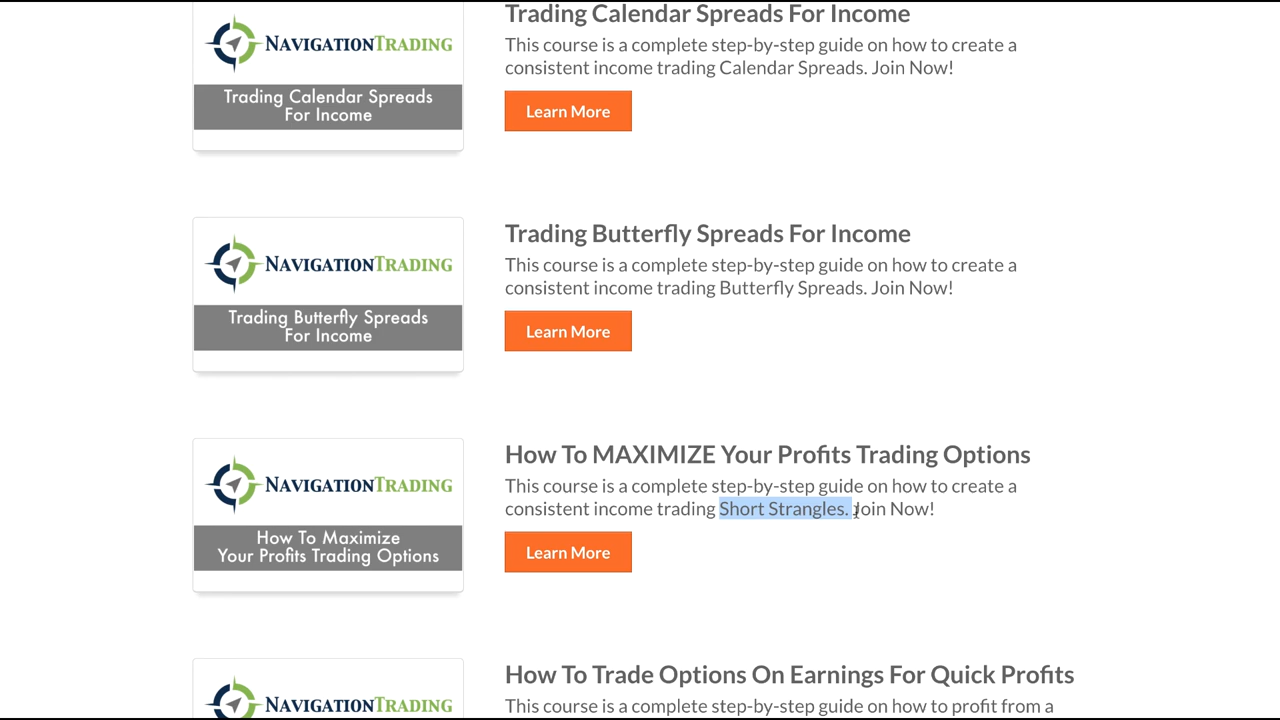 Trading Calendar Spreads For Income
NAVIGATIONTRADING
This course is a complete step-by-step guide on how to create a
consistent income trading Calendar Spreads. Join Now!
Trading Calendar Spreads
For Income
Learn More
Trading Butterfly Spreads For Income
NAVIGATIONTRADING
This course is a complete step-by-step guide on how to create a
consistent income trading Butterfly Spreads. Join Now!
Trading Butterfly Spreads
For Income
Learn More
How To MAXIMIZE Your Profits Trading Options
NAVIGATIONTRADING
This course is a complete step-by-step guide on how to create a
consistent income trading Short Strangles. Join Now!
How To Maximize
Your Profits Trading Options
Learn More
How To Trade Options On Earnings For Quick Profits
NAVIGATIONTRADING
This course is a complete step-by-step guide on how to profit from a